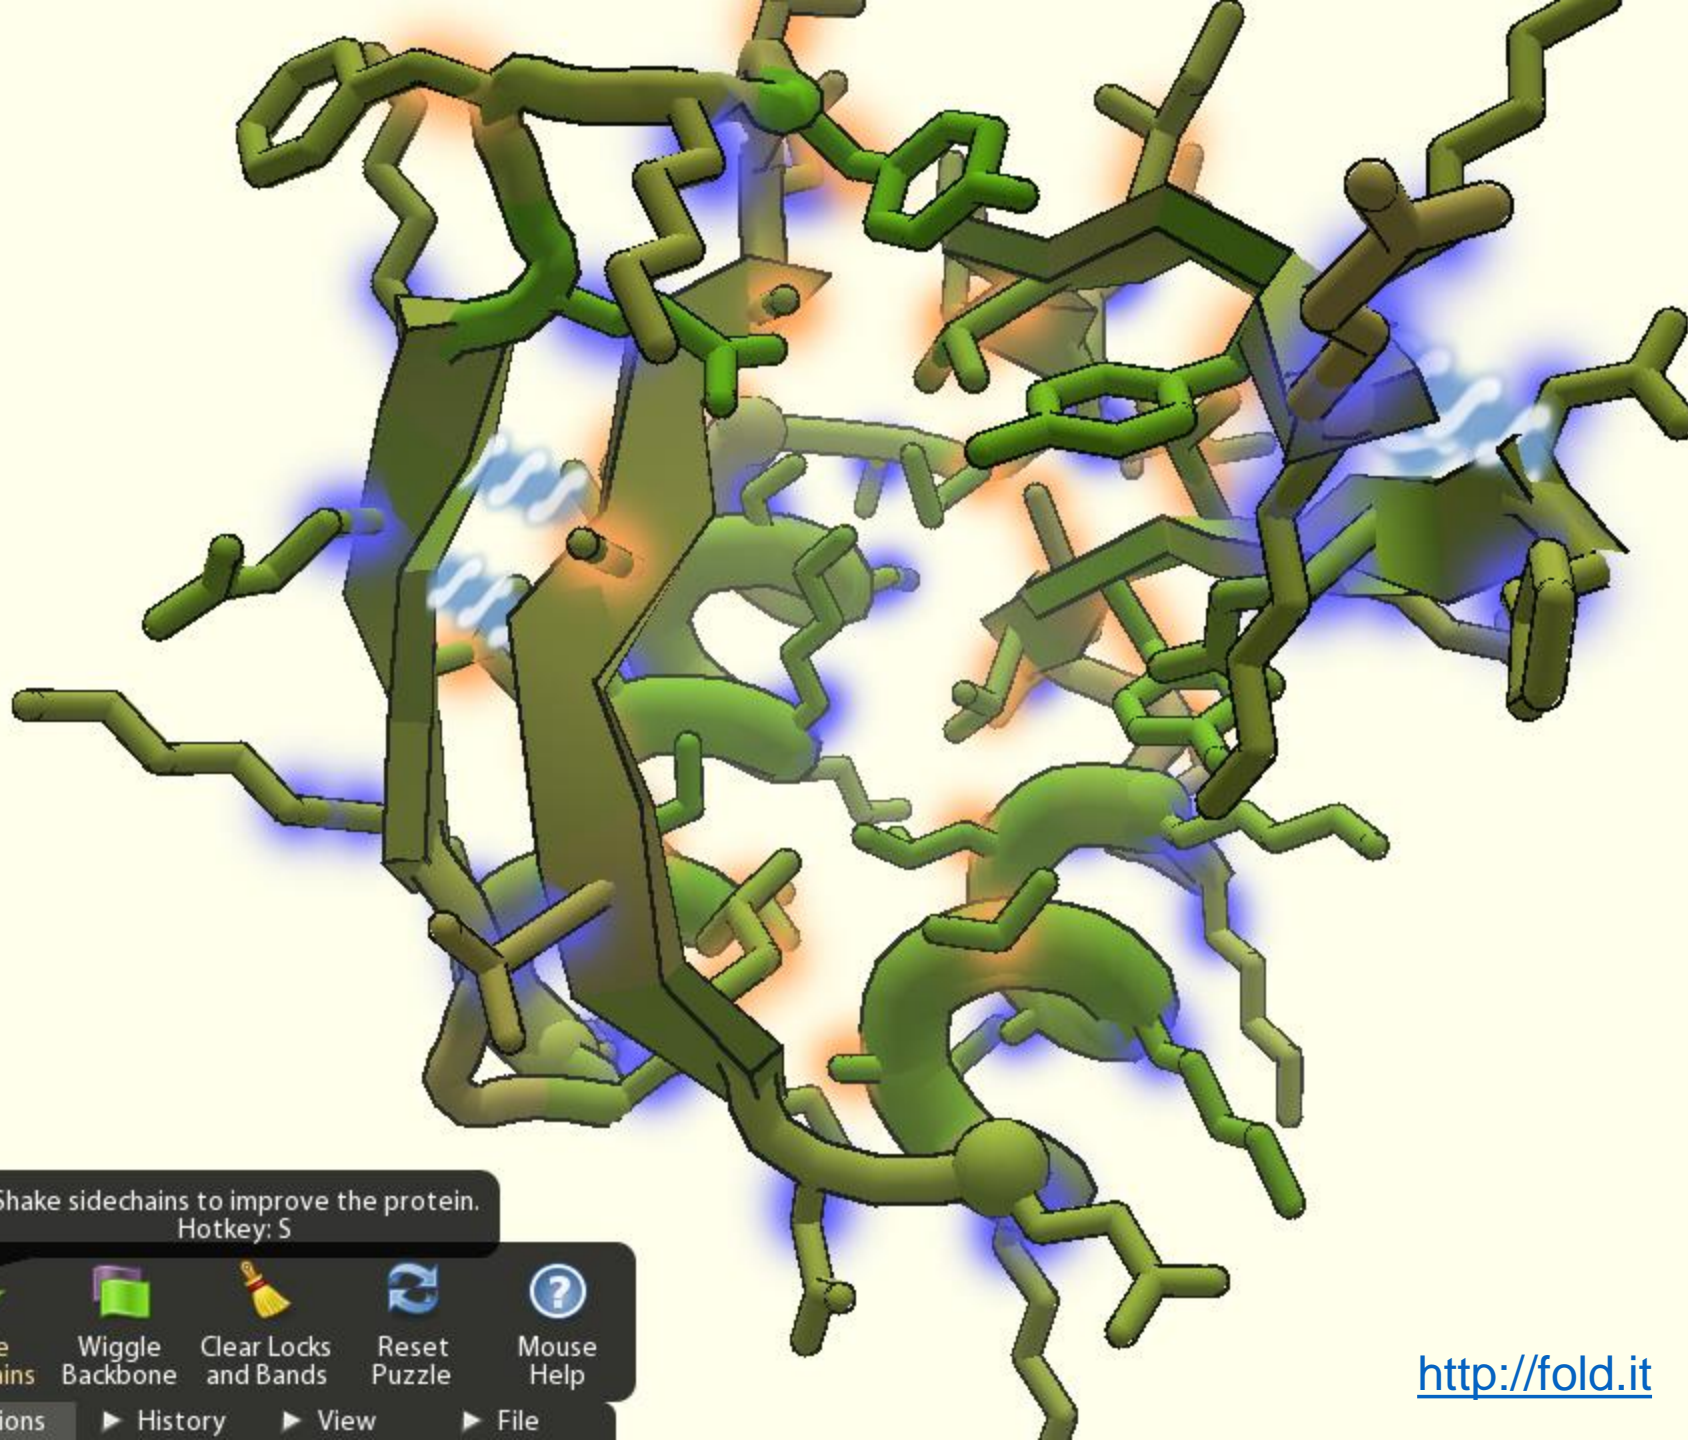 Shake sidechains to improve the protein.
Hotkey: S
Wiggle
Backbone
Clear Locks
and Bands
Reset
Puzzle
Mouse
Help
History
View
File
http://fold.it